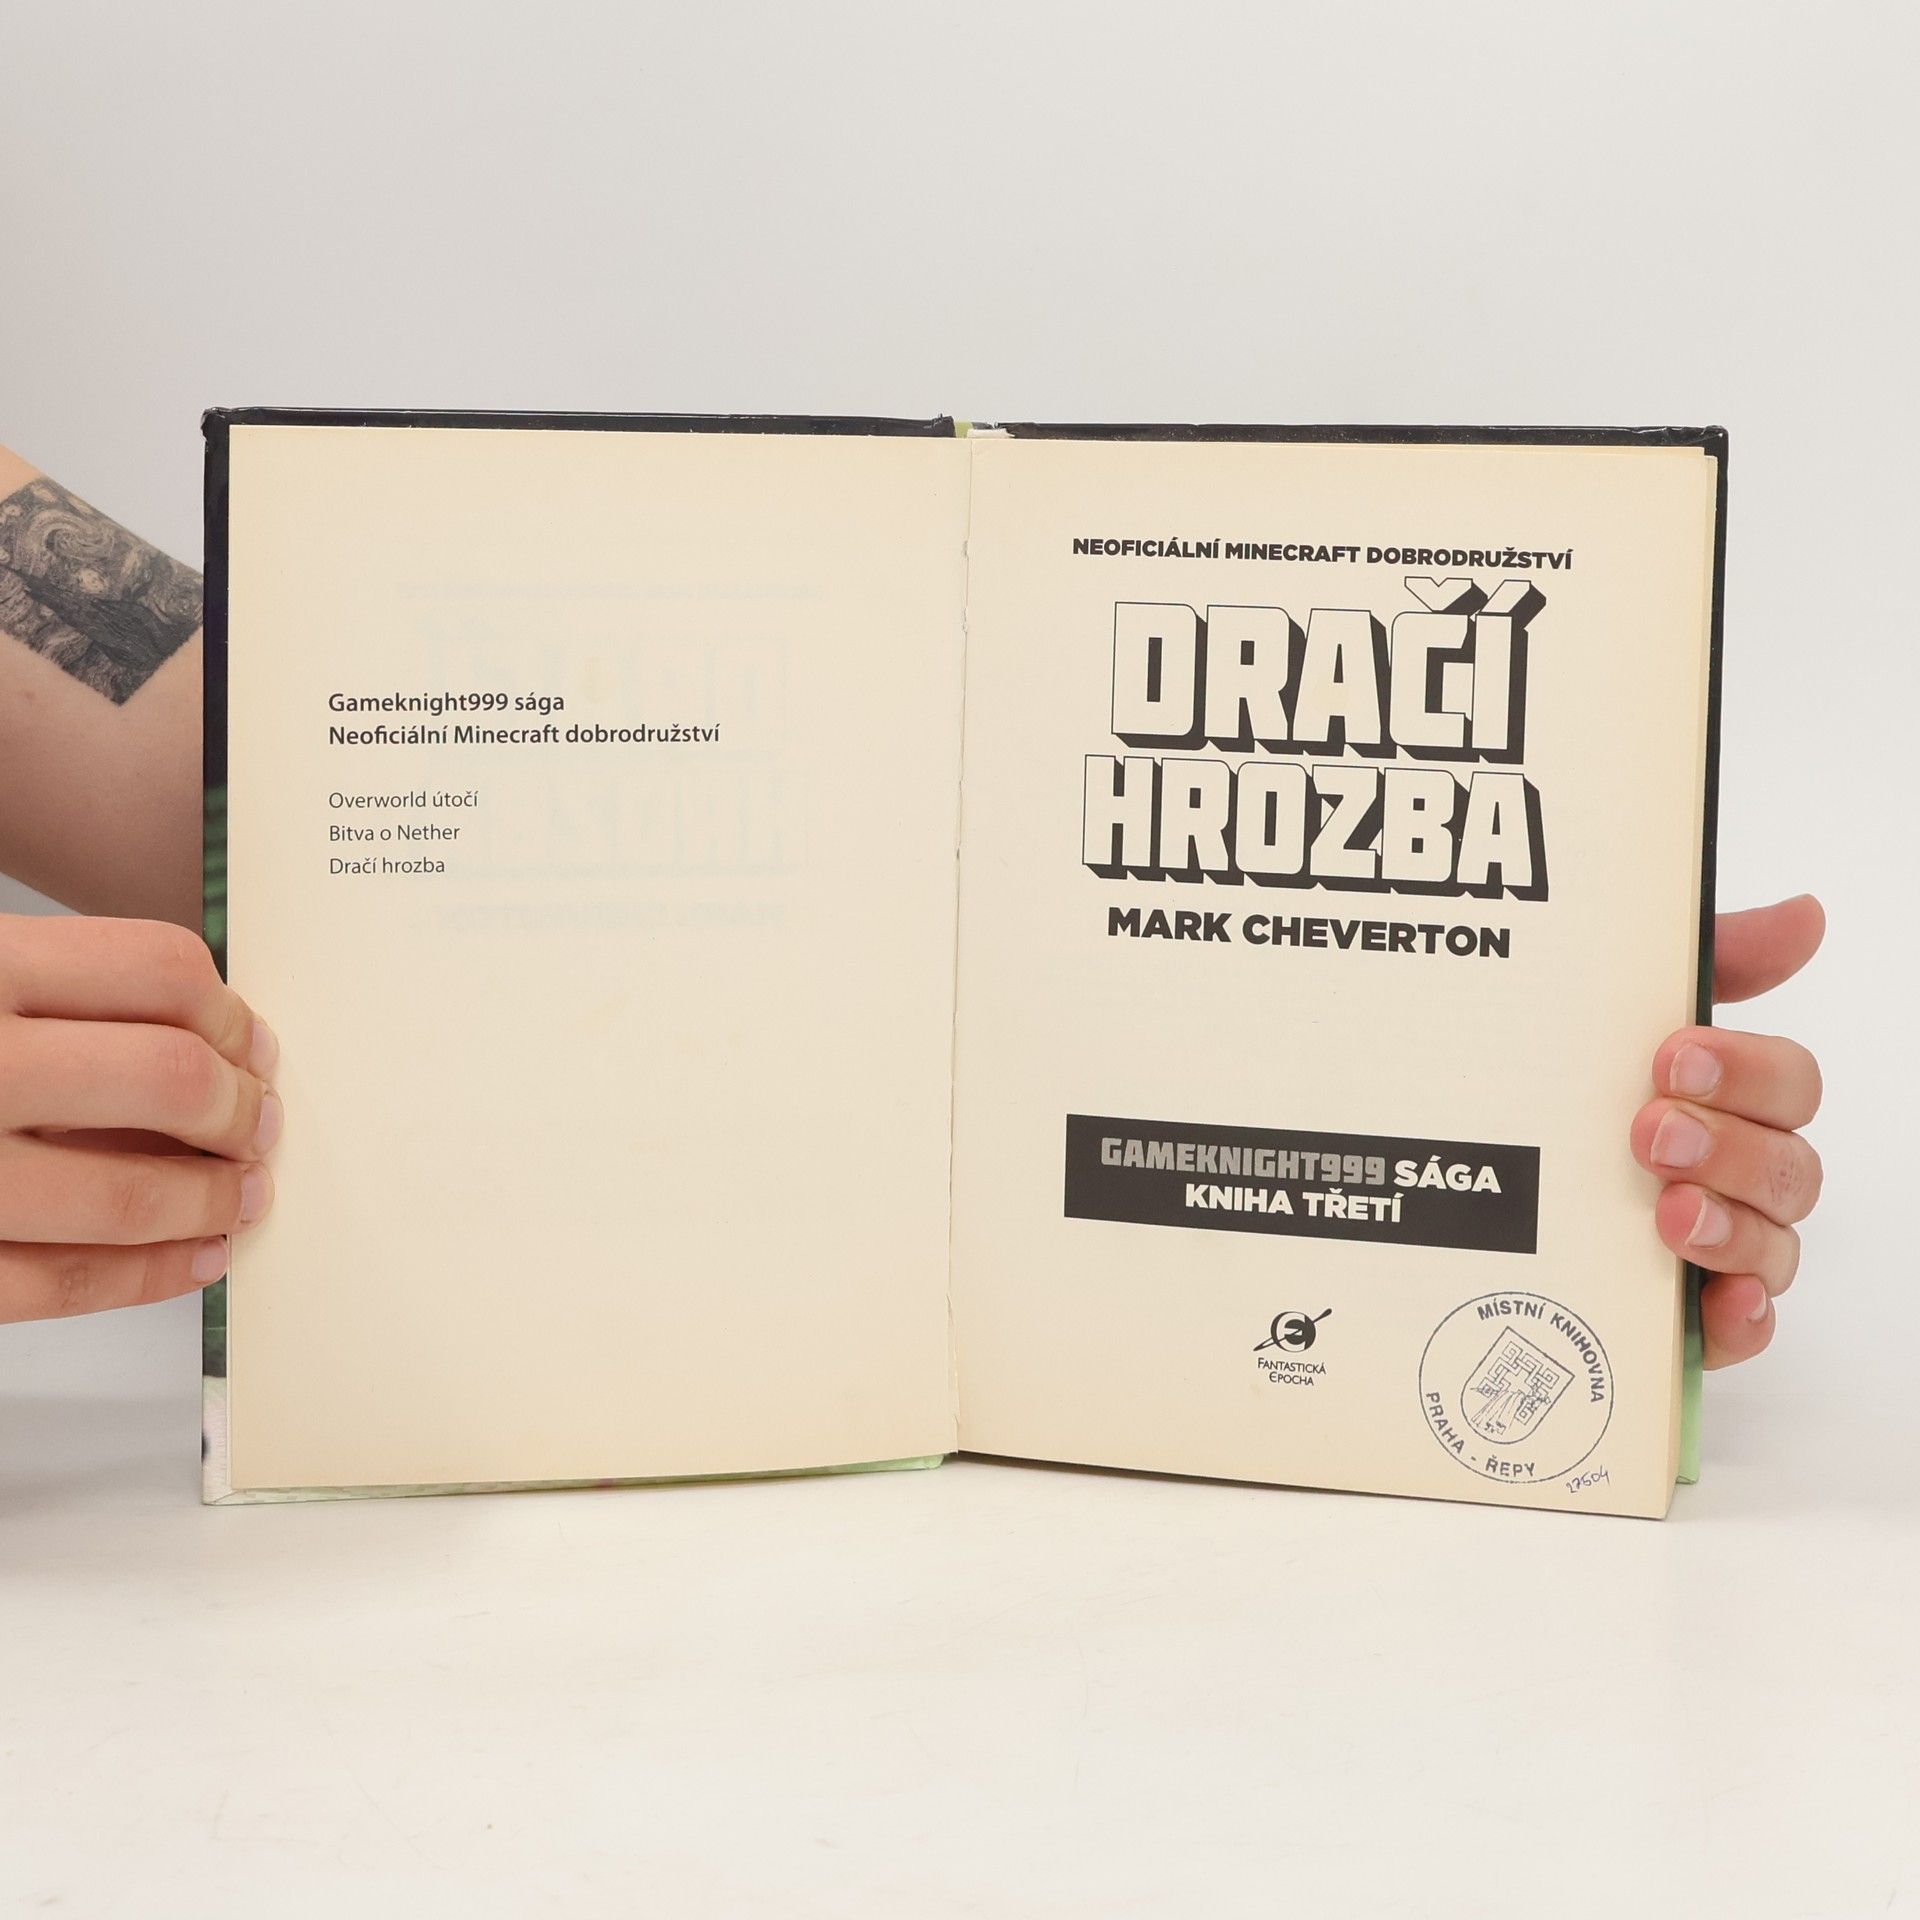 Gameknight999 sága
Neoficiální Minecraft dobrodružství
Overworld útočí
Bitva o Nether
Dračí hrozba
NEOFICIÁLNÍ MINECRAFT DOBRODRUŽSTVÍ
DRAČÍ
HROZBA
MARK CHEVERTON
GAMEKNIGHT999 SÁGA
KNIHA TŘETÍ
FANTASTICKÁ
EPOCHA
MÍSTNÍ KNIHOVNA
PRAHA - ŘEPY
27504